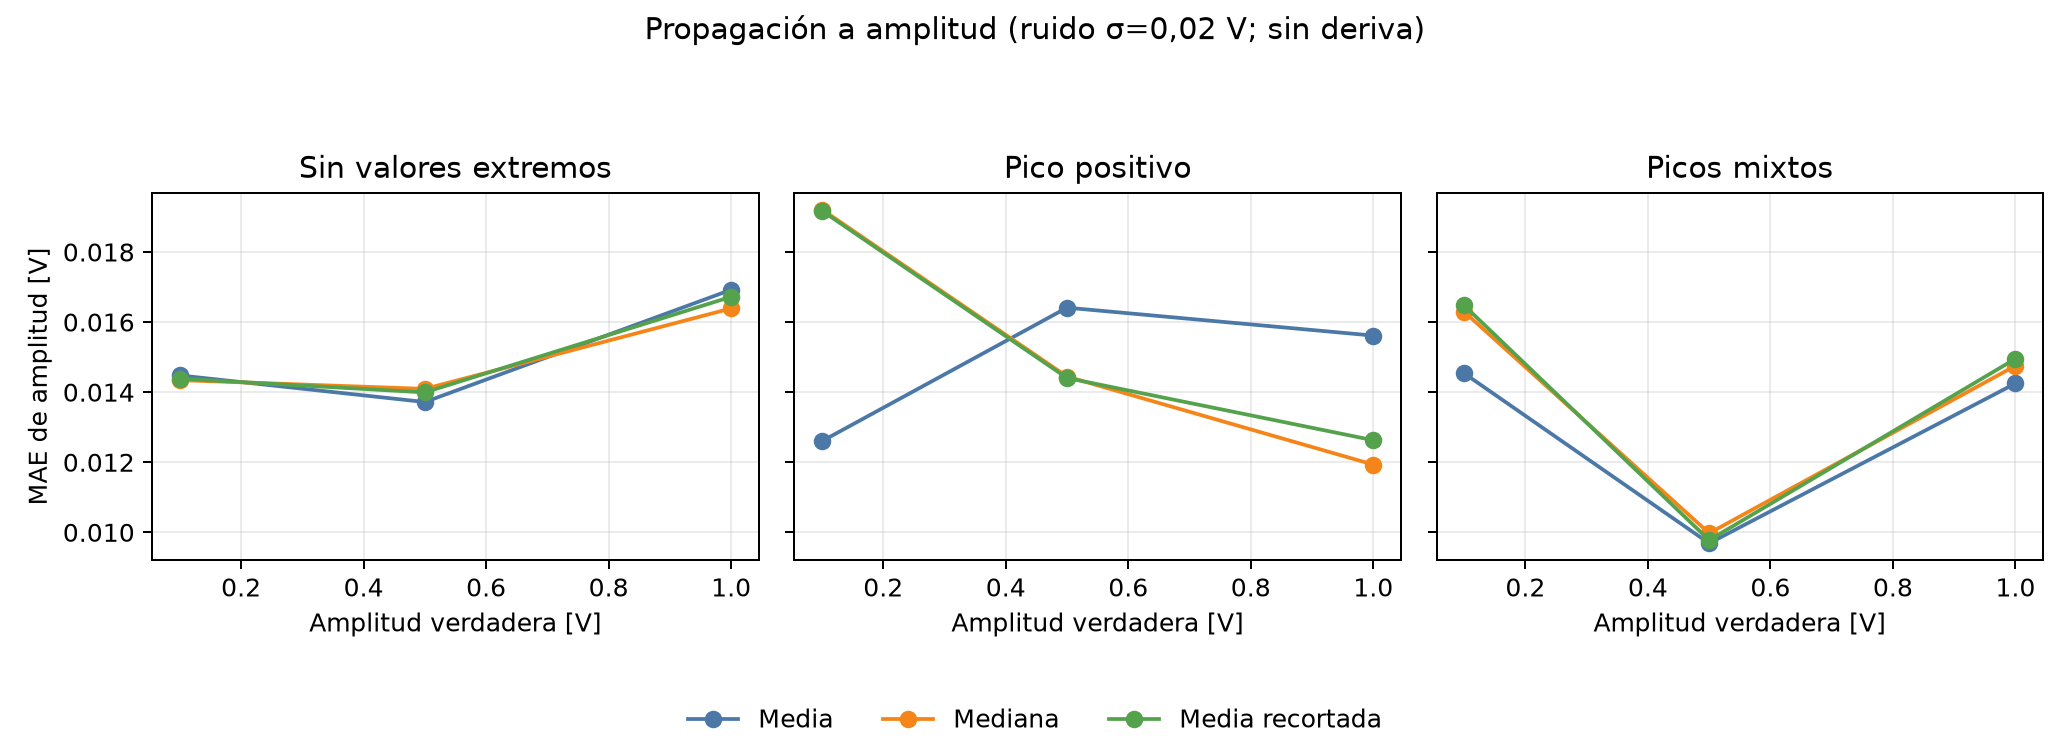 Propagación a amplitud (ruido σ=0,02 V; sin deriva)
Sin valores extremos
Pico positivo
Picos mixtos
MAE de amplitud [V]
0.018
0.016
0.014
0.012
0.010
0.2 0.4 0.6 0.8 1.0
0.2 0.4 0.6 0.8 1.0
0.2 0.4 0.6 0.8 1.0
Amplitud verdadera [V]
Amplitud verdadera [V]
Amplitud verdadera [V]
Media
Mediana
Media recortada